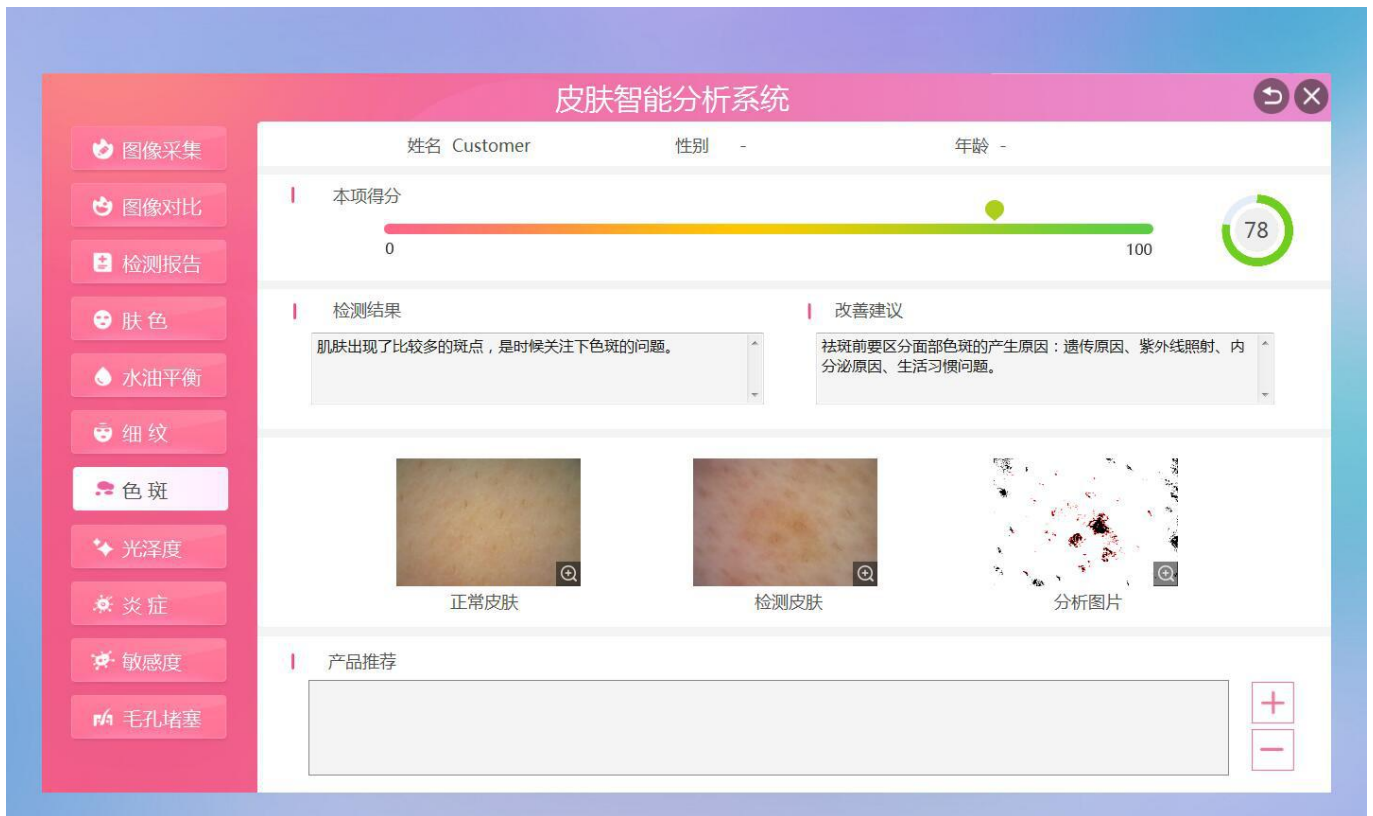 皮肤智能分析系统
图像采集
图像对比
检测报告
肤色
水油平衡
细纹
色斑
光泽度
炎症
敏感度
毛孔堵塞
姓名 Customer 性别 - 年龄 -
本项得分
0 100
78
检测结果
肌肤出现了比较多的斑点，是时候关注下色斑的问题。
改善建议
祛斑前要区分面部色斑的产生原因：遗传原因、紫外线照射、内
分泌原因、生活习惯问题。
正常皮肤 检测皮肤 分析图片
产品推荐